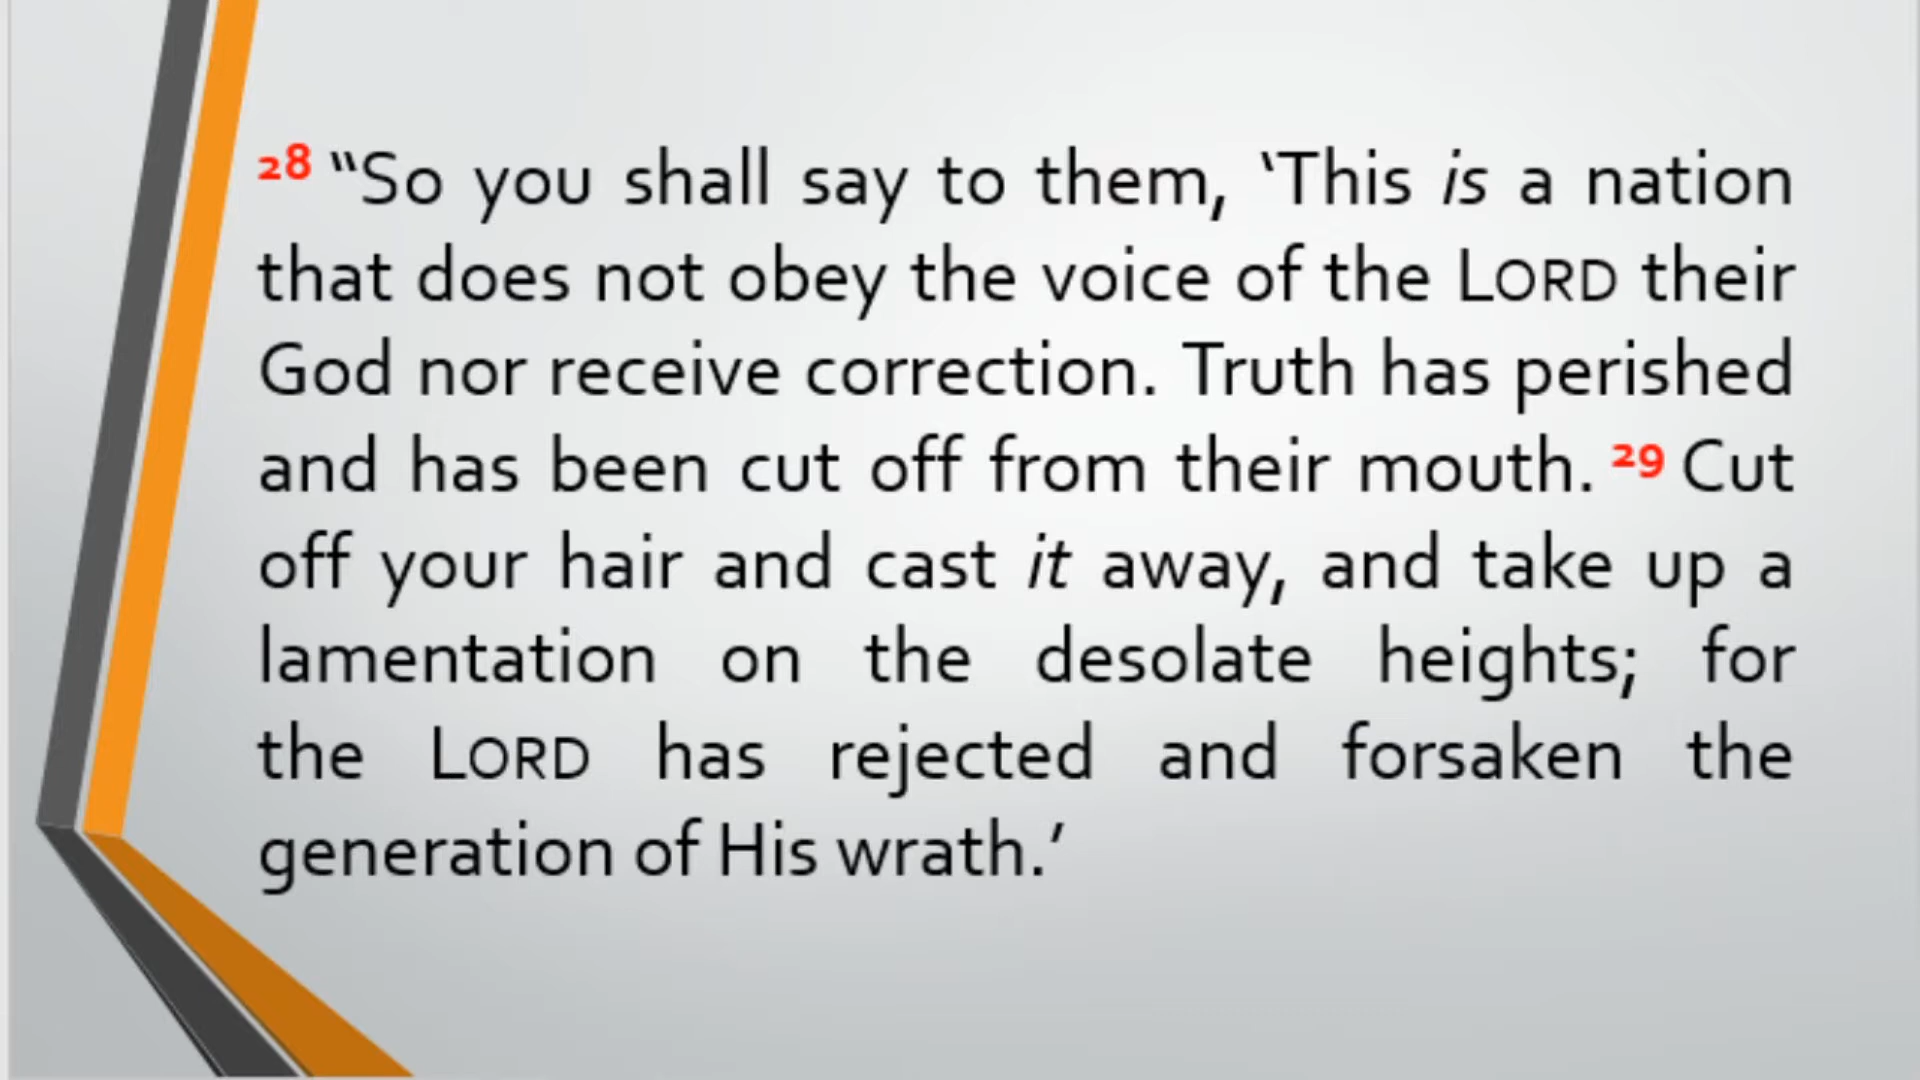 28 “So you shall say to them, ‘This is a nation
that does not obey the voice of the LORD their
God nor receive correction. Truth has perished
and has been cut off from their mouth. 29 Cut
off your hair and cast it away, and take up a
lamentation on the desolate heights; for
the LORD has rejected and forsaken the
generation of His wrath.’